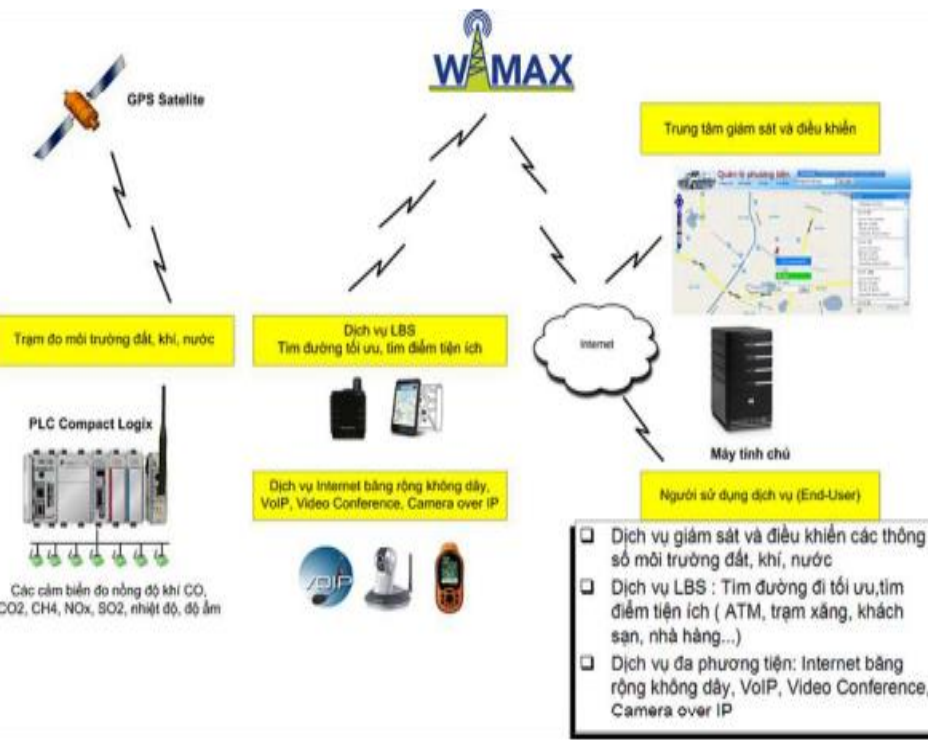 WiMAX
GPS Satelite
Trung tâm giám sát và điều khiển
Quản lý phương tiện
Trạm đo môi trường đất, khí, nước
Dịch vụ LBS
Tìm đường tối ưu, tìm điểm tiện ích
Internet
PLC Compact Logix
Máy tính chủ
Dịch vụ Internet băng rộng không dây,
VoIP, Video Conference, Camera over IP
Người sử dụng dịch vụ (End-User)
VOIP
Các cảm biến đo nồng độ khí CO,
CO2, CH4, NOx, SO2, nhiệt độ, độ ẩm
❑ Dịch vụ giám sát và điều khiển các thông
số môi trường đất, khí, nước
❑ Dịch vụ LBS : Tìm đường đi tối ưu,tìm
điểm tiện ích ( ATM, trạm xăng, khách
sạn, nhà hàng...)
❑ Dịch vụ đa phương tiện: Internet băng
rộng không dây, VoIP, Video Conference,
Camera over IP